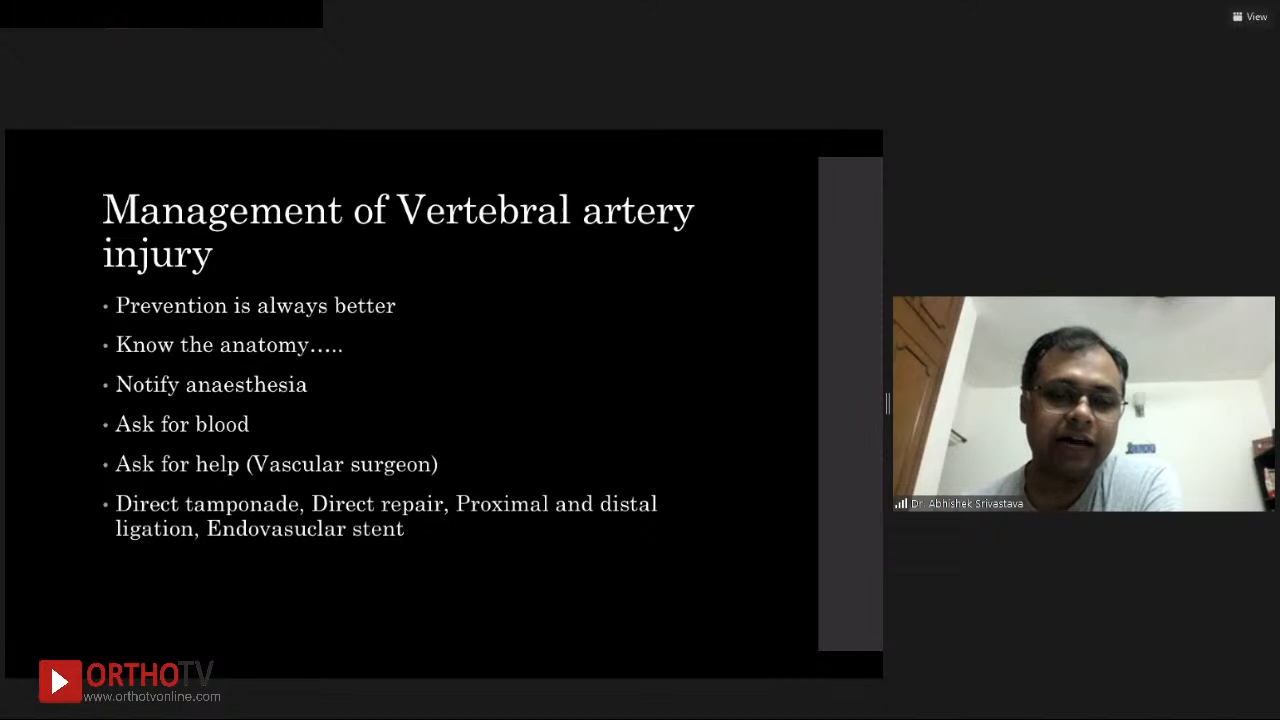 View
Management of Vertebral artery
injury
• Prevention is always better
• Know the anatomy…..
• Notify anaesthesia
• Ask for blood
• Ask for help (Vascular surgeon)
• Direct tamponade, Direct repair, Proximal and distal
ligation, Endovasuclar stent
Dr. Abhishek Srivastava
ORTHOTV
www.orthotvonline.com